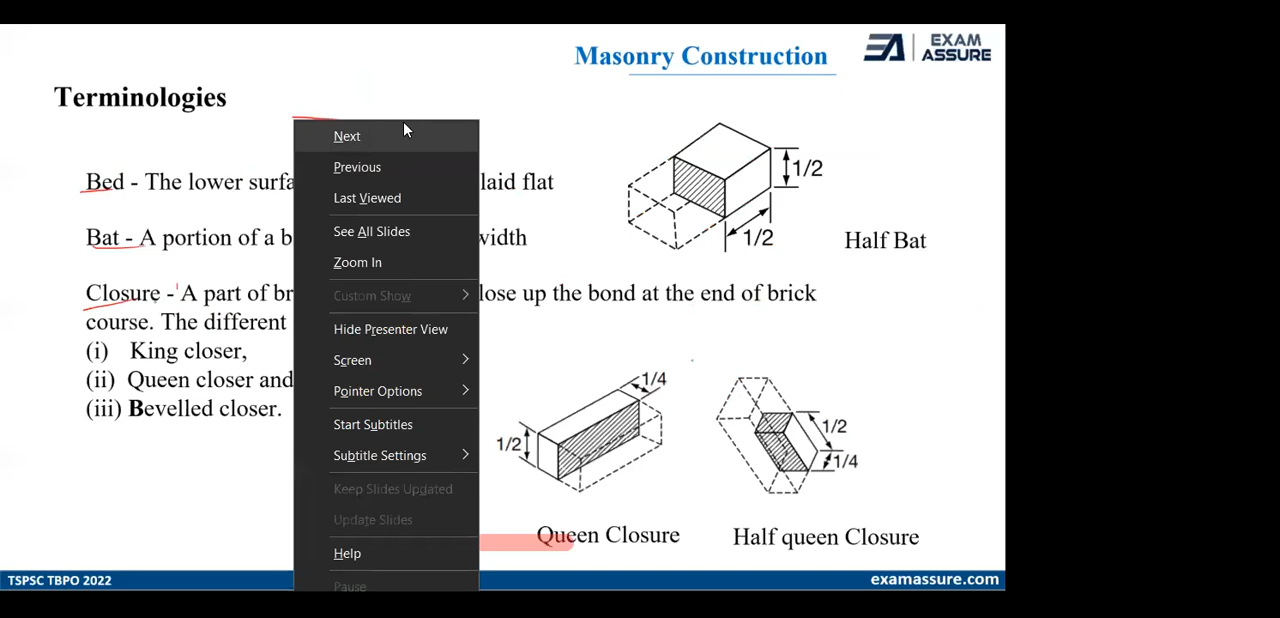 Masonry Construction
EXAM
ASSURE
Terminologies
Bed - The lower surfa laid flat
Bat - A portion of a b width
Closure - A part of br lose up the bond at the end of brick
course. The different
(i) King closer,
(ii) Queen closer and
(iii) Bevelled closer.
Next
Previous
Last Viewed
See All Slides
Zoom In
Custom Show
Hide Presenter View
Screen
Pointer Options
Start Subtitles
Subtitle Settings
Keep Slides Updated
Update Slides
Help
Pause
1/2
1/2
Half Bat
1/4
1/2
Queen Closure
1/2
1/4
Half queen Closure
TSPSC TBPO 2022
examassure.com